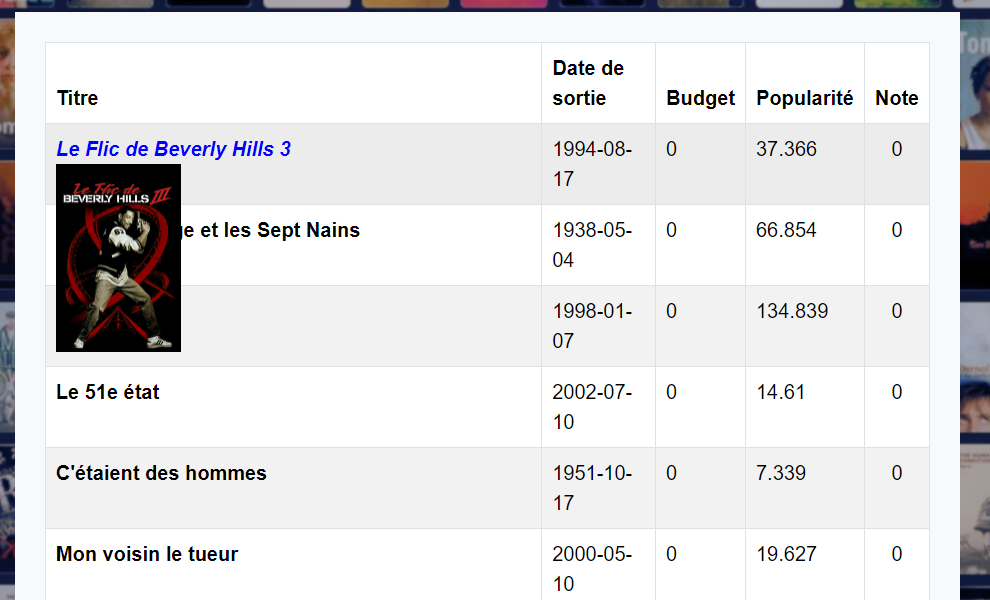 Titre
Date de
sortie
Budget
Popularité
Note
Le Flic de Beverly Hills 3
1994-08-
17
0
37.366
0
Le Flic de
BEVERLY HILLS III
et les Sept Nains
1938-05-
04
0
66.854
0
1998-01-
07
0
134.839
0
Le 51e état
2002-07-
10
0
14.61
0
C'étaient des hommes
1951-10-
17
0
7.339
0
Mon voisin le tueur
2000-05-
10
0
19.627
0